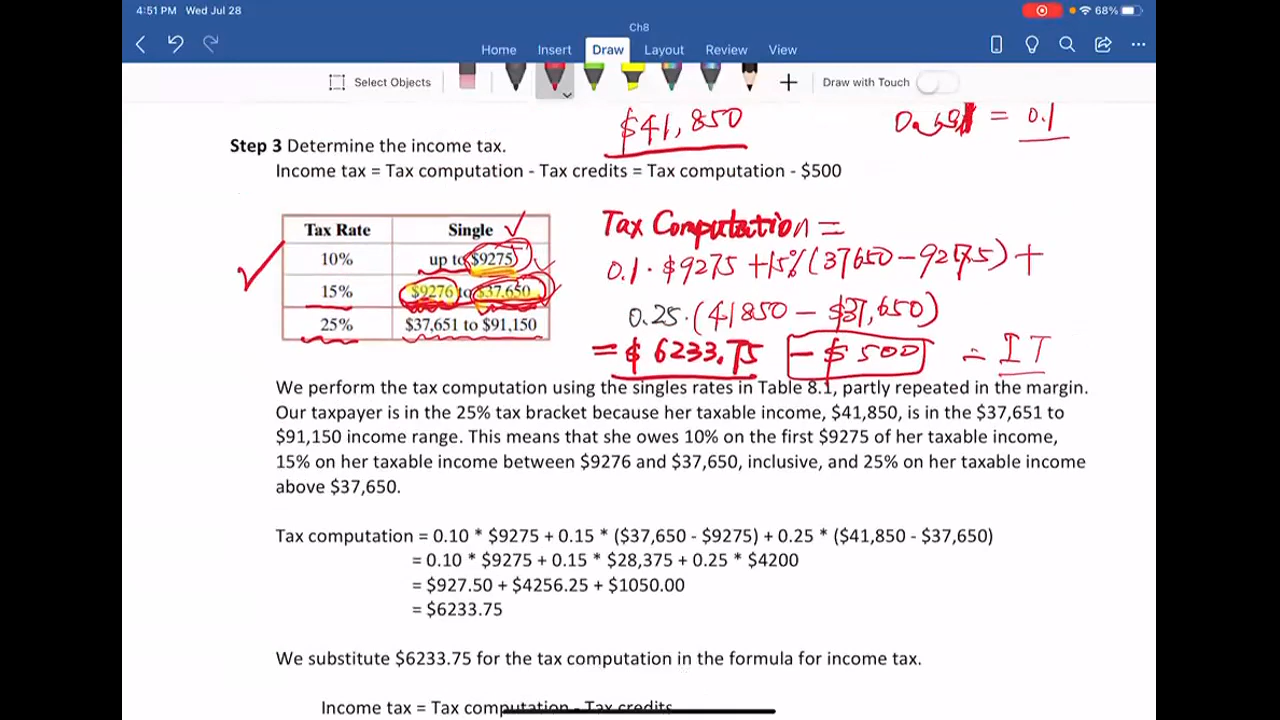 4:51 PM Wed Jul 28
68%
Ch8
Home Insert Draw Layout Review View
Select Objects
Draw with Touch
$41,850
= 0.1
Step 3 Determine the income tax.
Income tax = Tax computation - Tax credits = Tax computation - $500
Tax Rate Single
10% up to $9275
15% $9276 to $37,650
25% $37,651 to $91,150
Tax Computation =
0.1 · $9275 + 15% (37650 - 9275) +
0.25 · (41850 - $37,650)
= $6233.75 - $500 = IT
We perform the tax computation using the singles rates in Table 8.1, partly repeated in the margin.
Our taxpayer is in the 25% tax bracket because her taxable income, $41,850, is in the $37,651 to
$91,150 income range. This means that she owes 10% on the first $9275 of her taxable income,
15% on her taxable income between $9276 and $37,650, inclusive, and 25% on her taxable income
above $37,650.
Tax computation = 0.10 * $9275 + 0.15 * ($37,650 - $9275) + 0.25 * ($41,850 - $37,650)
= 0.10 * $9275 + 0.15 * $28,375 + 0.25 * $4200
= $927.50 + $4256.25 + $1050.00
= $6233.75
We substitute $6233.75 for the tax computation in the formula for income tax.
Income tax = Tax computation - Tax credits